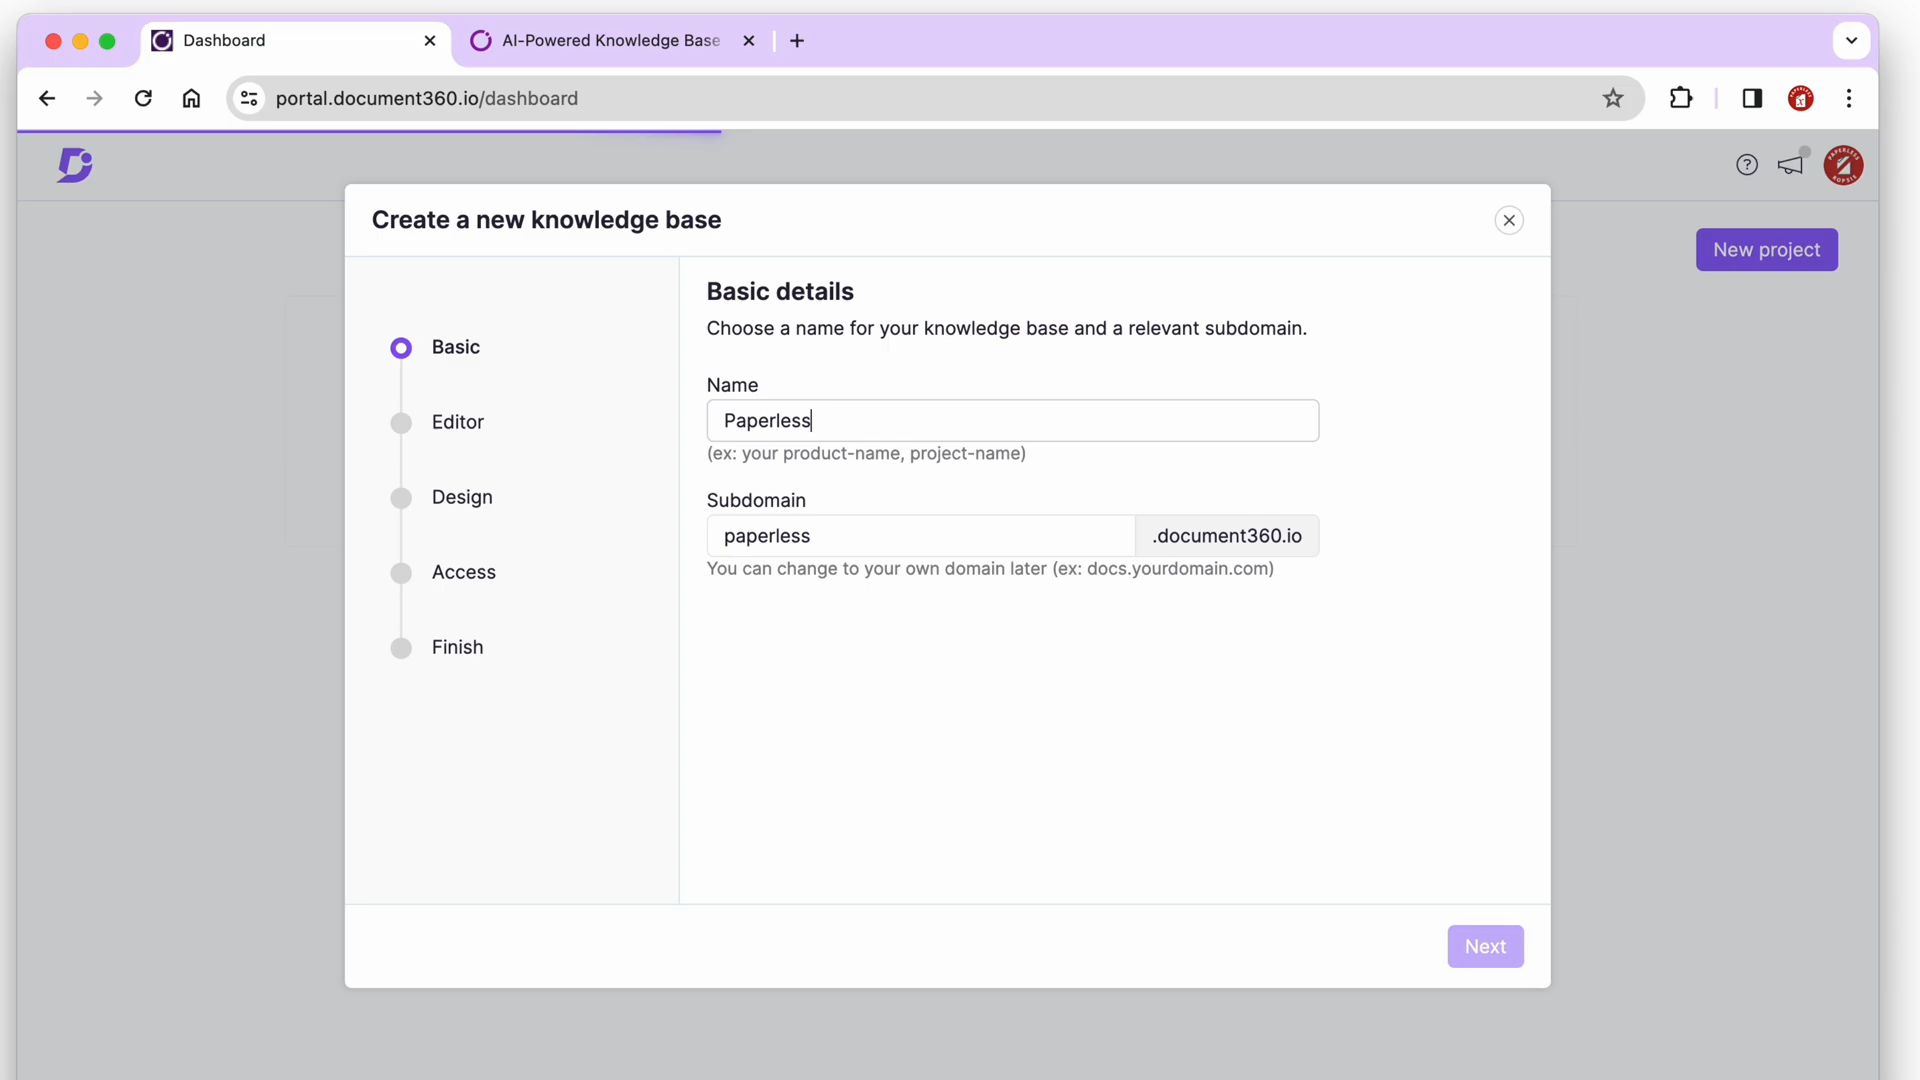 Dashboard
AI-Powered Knowledge Base
portal.document360.io/dashboard
Create a new knowledge base
New project
Basic details
Choose a name for your knowledge base and a relevant subdomain.
Basic
Name
Paperless
Editor
(ex: your product-name, project-name)
Design
Subdomain
paperless
.document360.io
You can change to your own domain later (ex: docs.yourdomain.com)
Access
Finish
Next